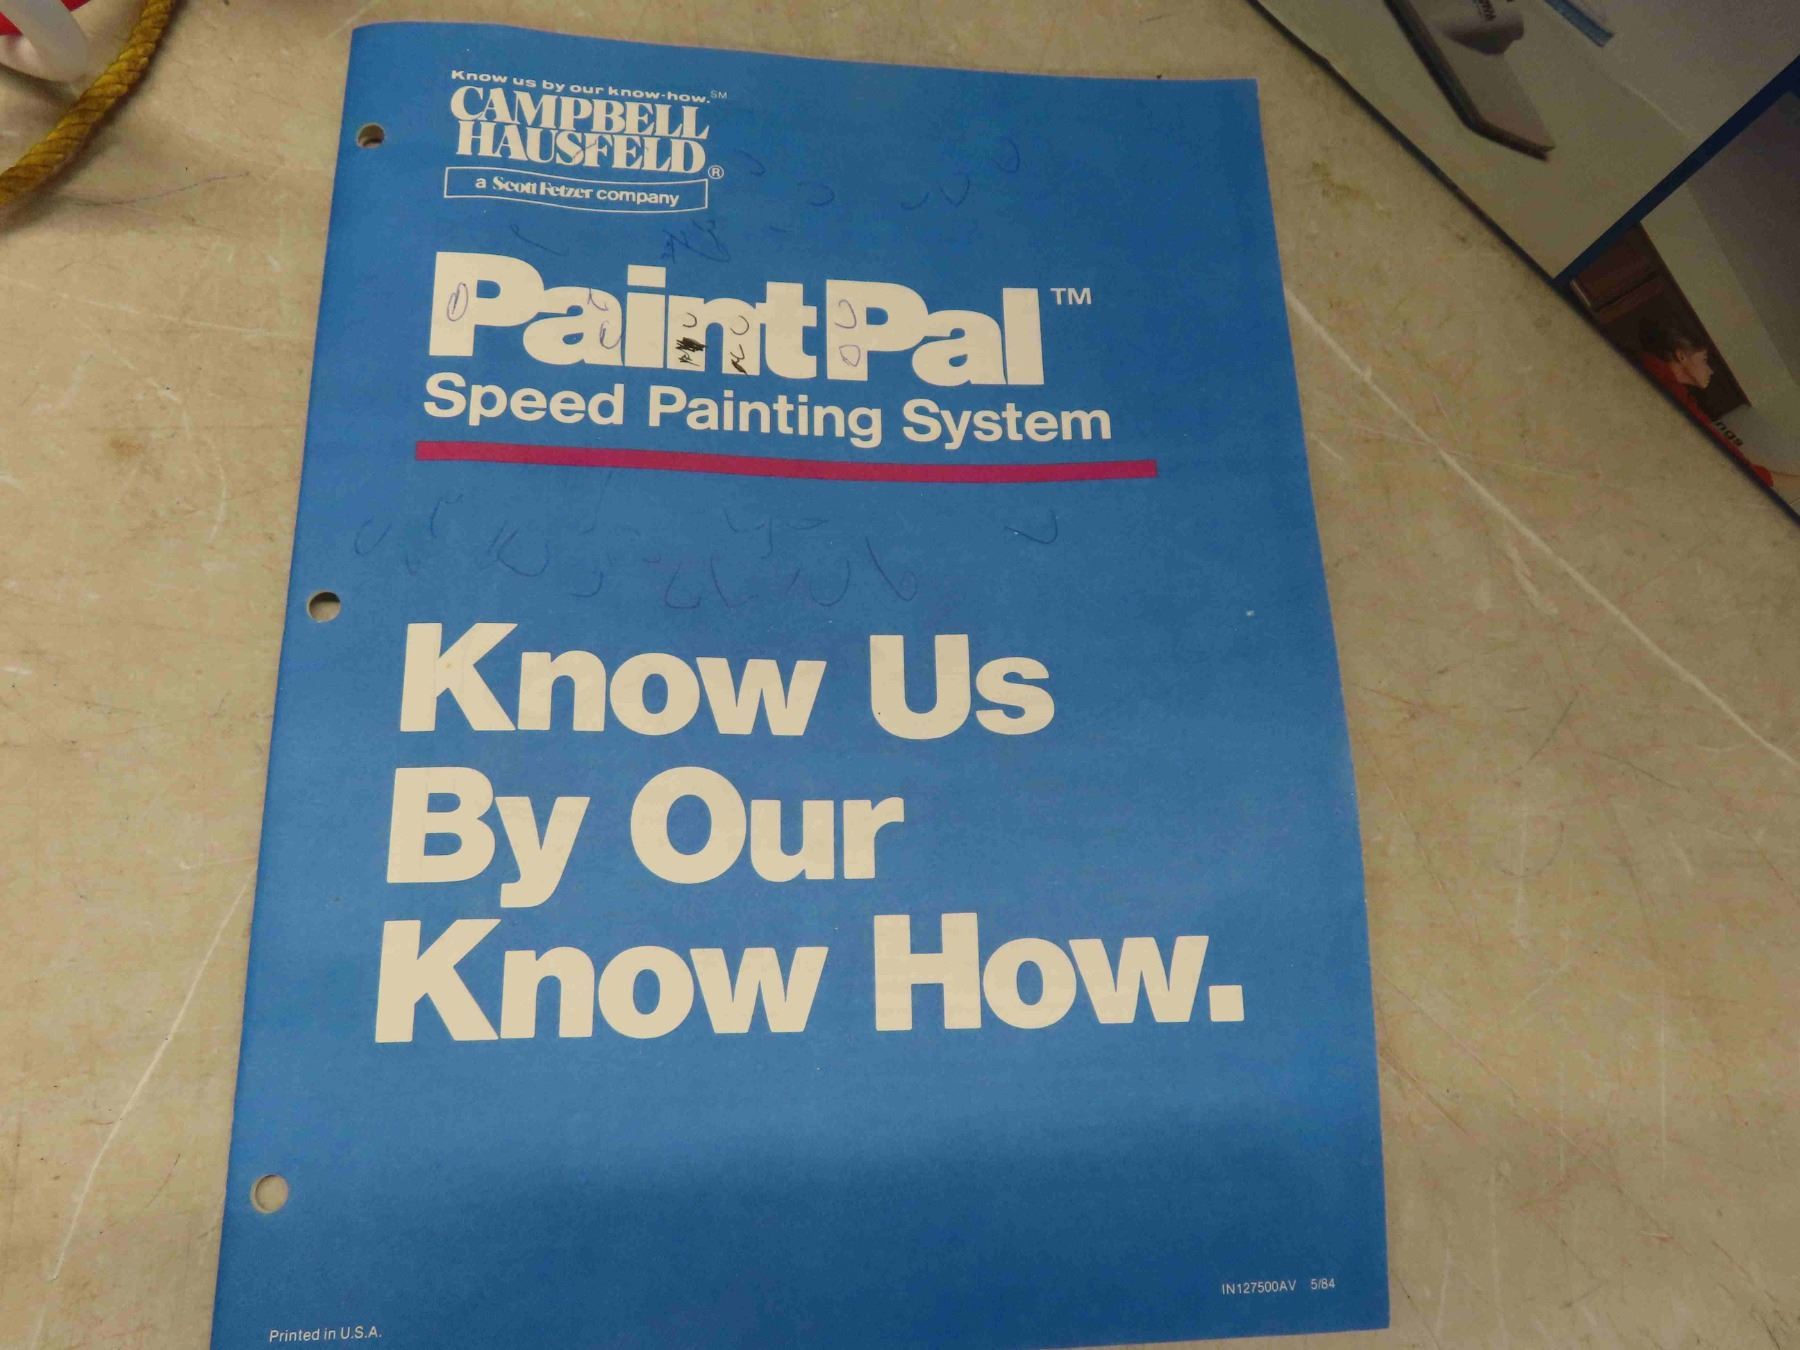 Know us by our know-how.℠
CAMPBELL
HAUSFELD®
a Scott Fetzer company
PaintPal™
Speed Painting System
Know Us
By Our
Know How.
IN127500AV 5/84
Printed in U.S.A.
ngs